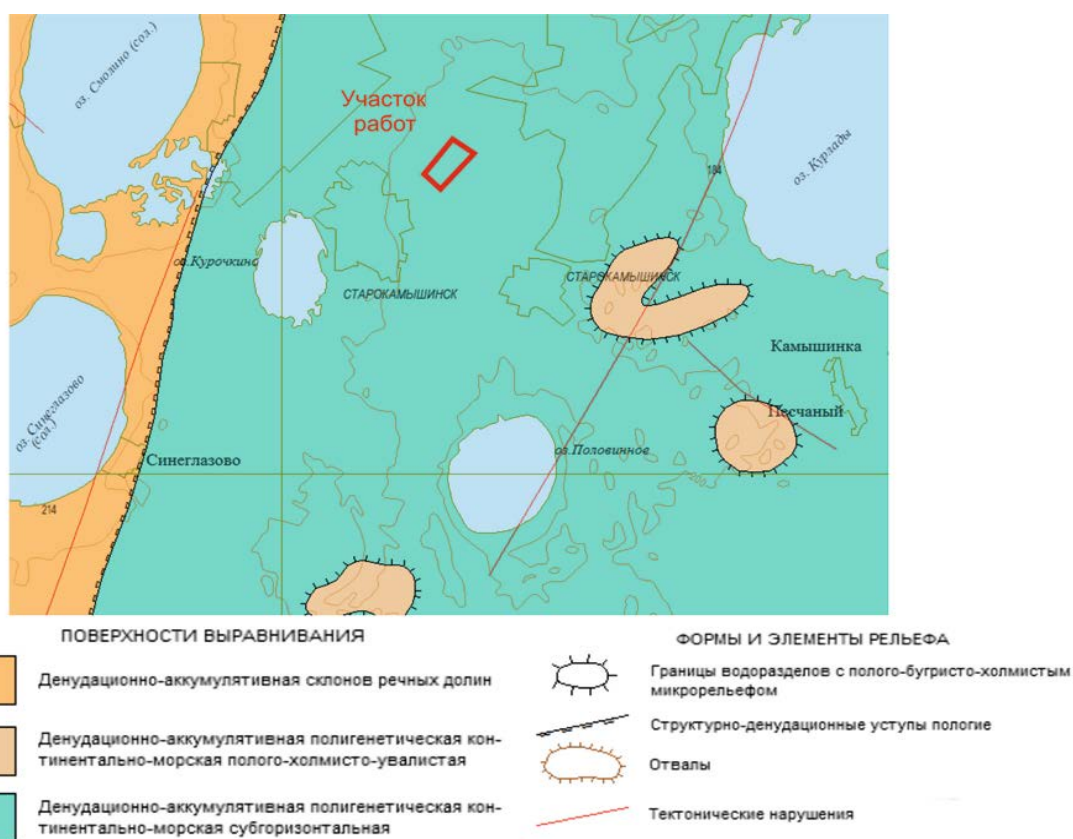 оз. Смолино (сол.)
Участок
работ
оз. Курлады
184
оз.Курочкино
СТАРОКАМЫШИНСК
СТАРОКАМЫШИНСК
Камышинка
оз. Синеглазово
(сол.)
Песчаный
Синеглазово
оз.Половинное
214
ПОВЕРХНОСТИ ВЫРАВНИВАНИЯ
Денудационно-аккумулятивная склонов речных долин
Денудационно-аккумулятивная полигенетическая кон-
тинентально-морская полого-холмисто-увалистая
Денудационно-аккумулятивная полигенетическая кон-
тинентально-морская субгоризонтальная
ФОРМЫ И ЭЛЕМЕНТЫ РЕЛЬЕФА
Границы водоразделов с полого-бугристо-холмистым
микрорельефом
Структурно-денудационные уступы пологие
Отвалы
Тектонические нарушения